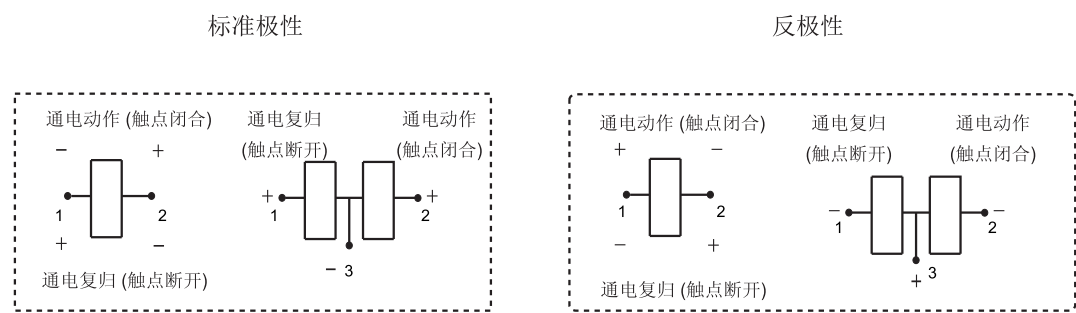 标准极性
反极性
通电动作 (触点闭合)
− +
1 2
+ −
通电复归 (触点断开)
通电复归
(触点断开)
通电动作
(触点闭合)
+ +
1 2
− 3
通电动作 (触点闭合)
+ −
1 2
− +
通电复归 (触点断开)
通电复归
(触点断开)
通电动作
(触点闭合)
− −
1 2
+ 3